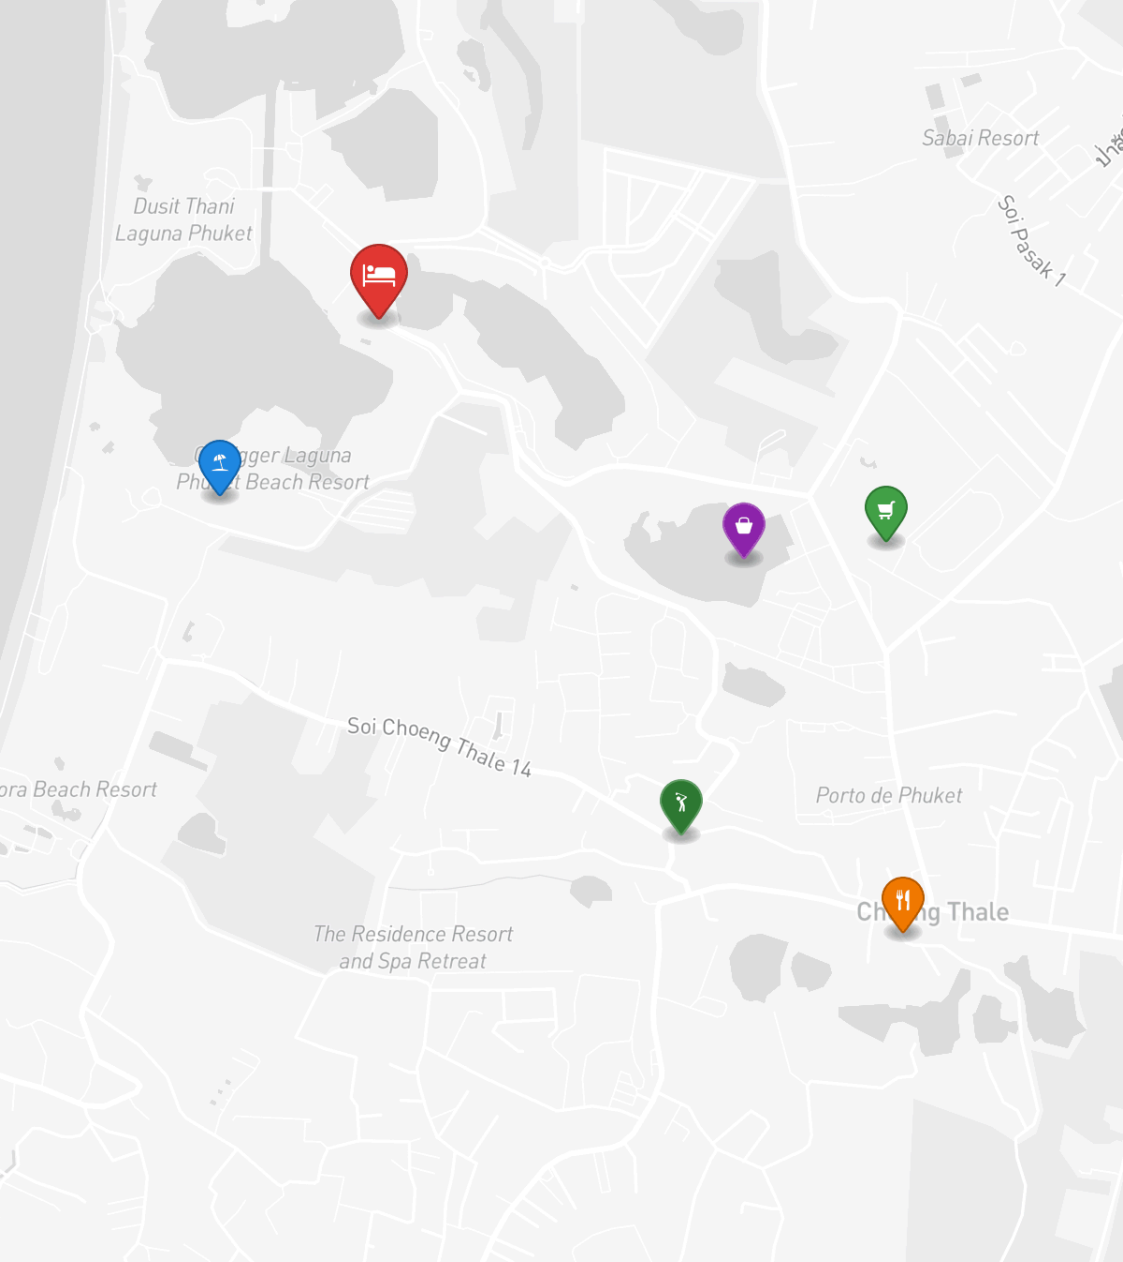 Sabai Resort
Soi Pasak 1
Dusit Thani
Laguna Phuket
Laguna
Beach Resort
Soi Choeng Thale 14
Beach Resort
Porto de Phuket
Thale
The Residence Resort
and Spa Retreat